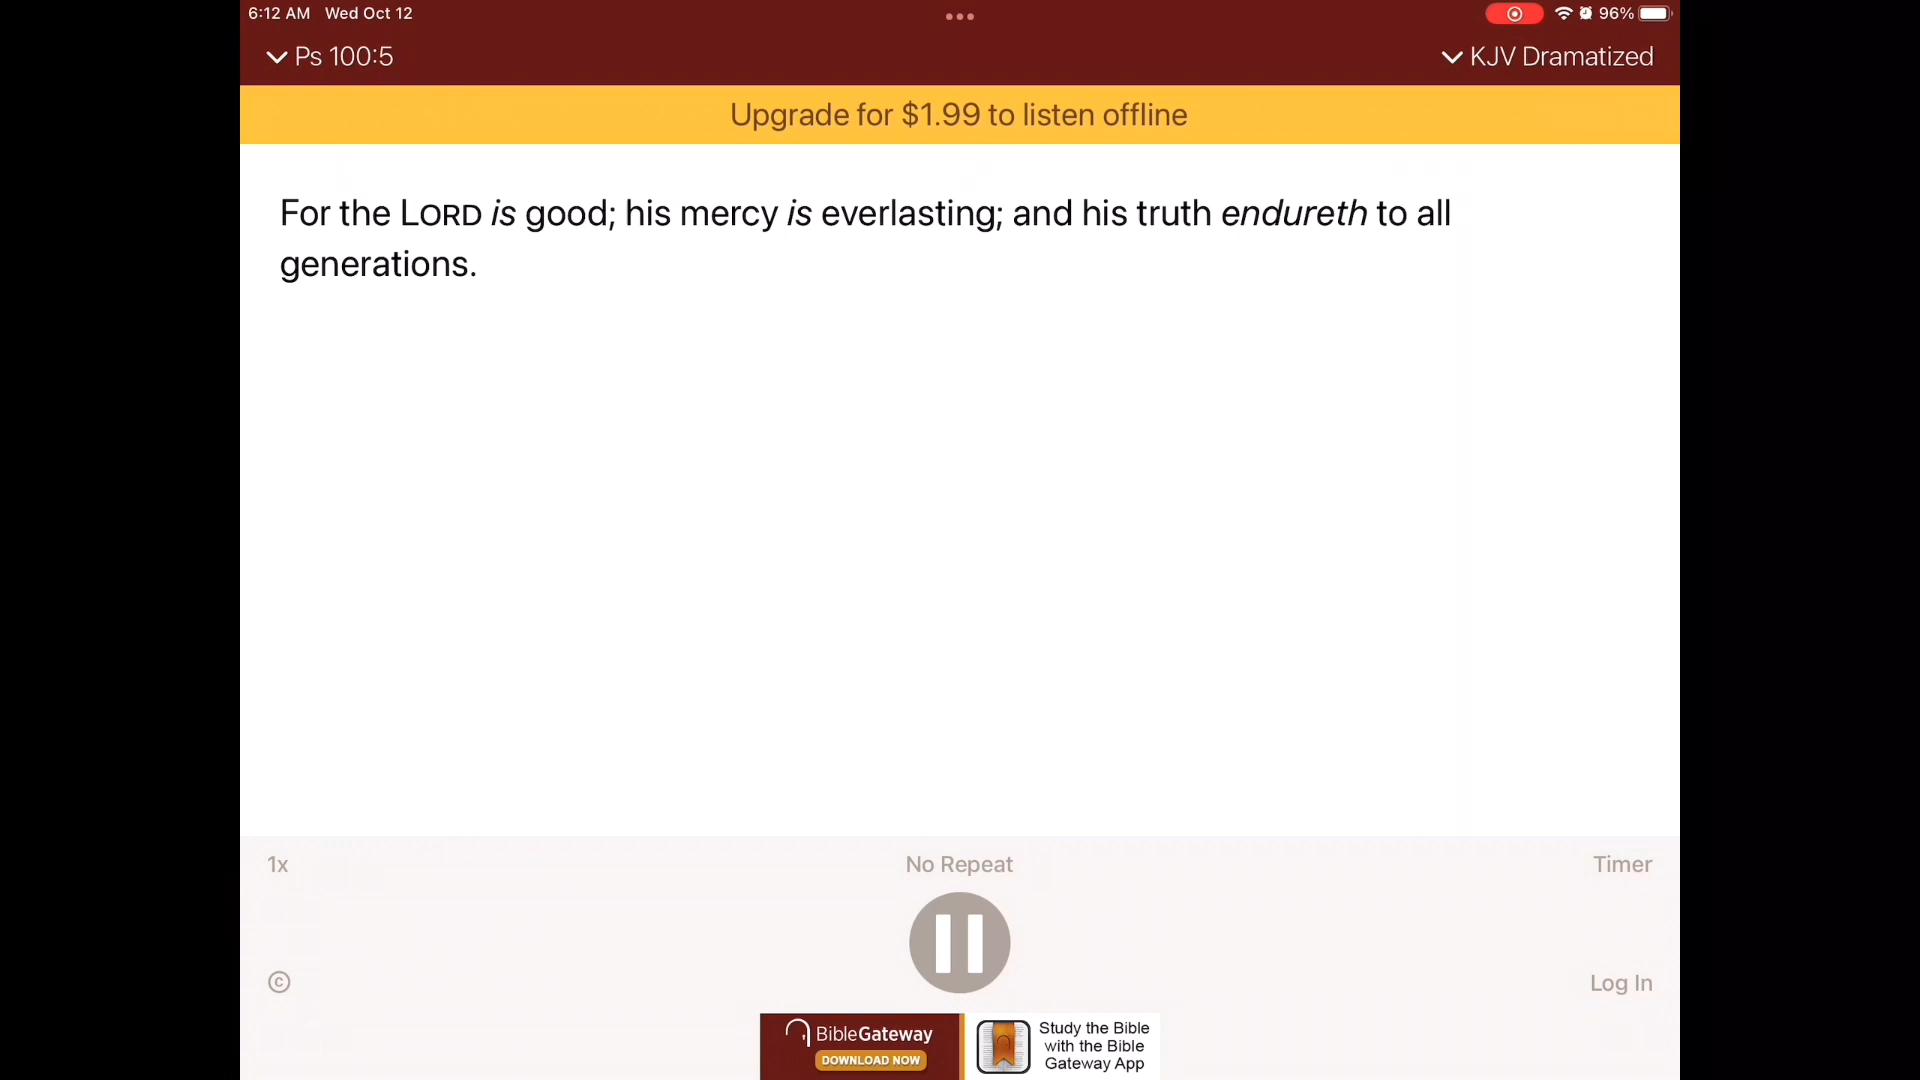 6:12 AM Wed Oct 12
96%
Ps 100:5
KJV Dramatized
Upgrade for $1.99 to listen offline
For the LORD is good; his mercy is everlasting; and his truth endureth to all
generations.
1x
No Repeat
Timer
©
Log In
BibleGateway
DOWNLOAD NOW
Study the Bible
with the Bible
Gateway App